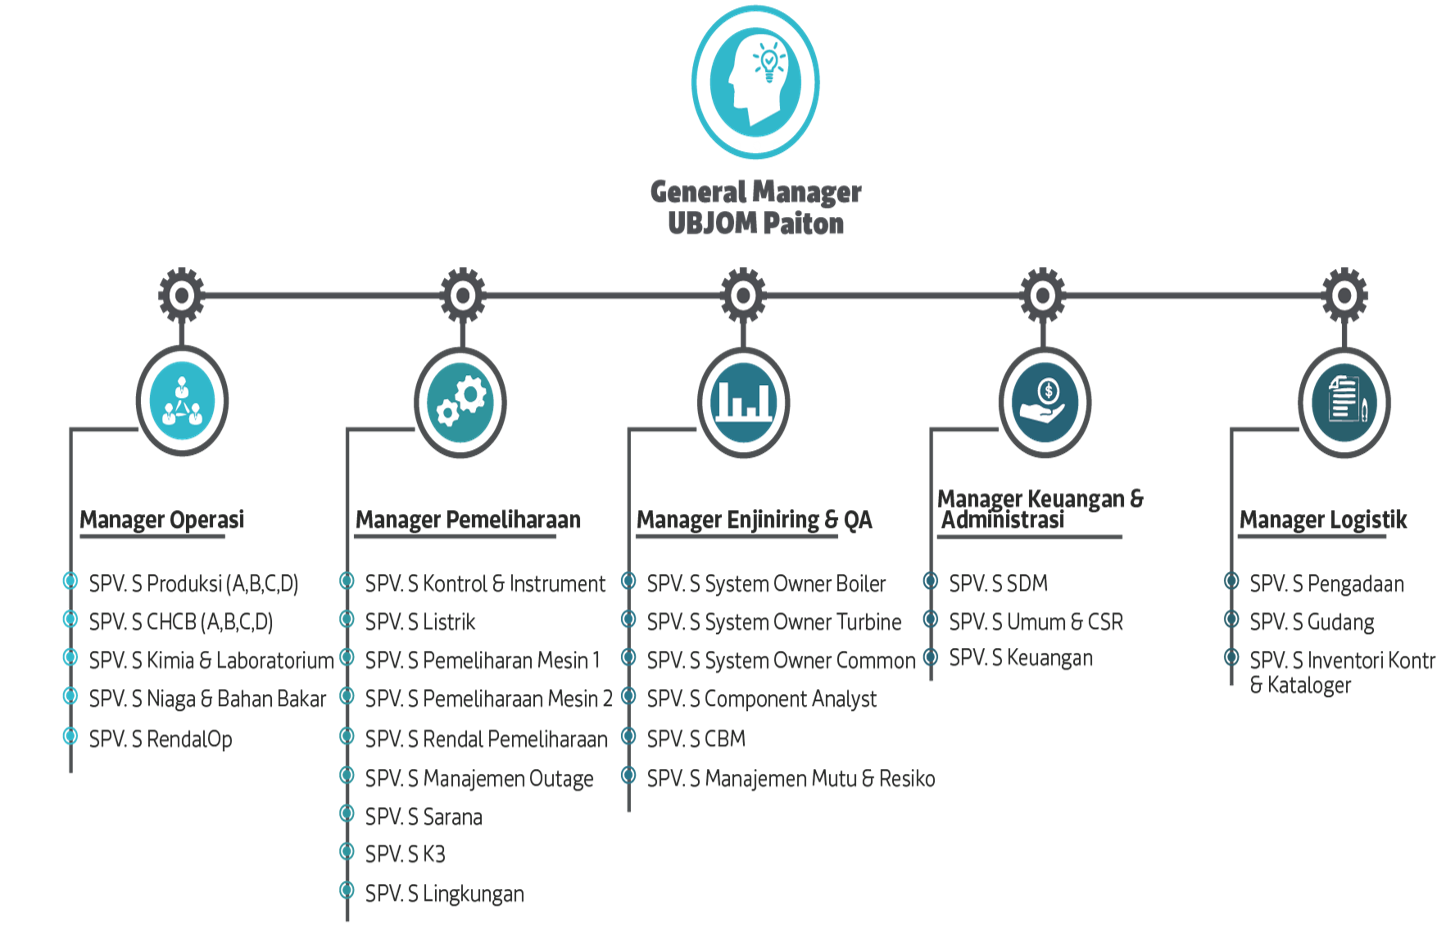 General Manager
UBJOM Paiton
Manager Operasi
SPV. S Produksi (A,B,C,D)
SPV. S CHCB (A,B,C,D)
SPV. S Kimia & Laboratorium
SPV. S Niaga & Bahan Bakar
SPV. S RendalOp
Manager Pemeliharaan
SPV. S Kontrol & Instrument
SPV. S Listrik
SPV. S Pemeliharan Mesin 1
SPV. S Pemeliharaan Mesin 2
SPV. S Rendal Pemeliharaan
SPV. S Manajemen Outage
SPV. S Sarana
SPV. S K3
SPV. S Lingkungan
Manager Enjiniring & QA
SPV. S System Owner Boiler
SPV. S System Owner Turbine
SPV. S System Owner Common
SPV. S Component Analyst
SPV. S CBM
SPV. S Manajemen Mutu & Resiko
Manager Keuangan &
Administrasi
SPV. S SDM
SPV. S Umum & CSR
SPV. S Keuangan
Manager Logistik
SPV. S Pengadaan
SPV. S Gudang
SPV. S Inventori Kontr
& Kataloger